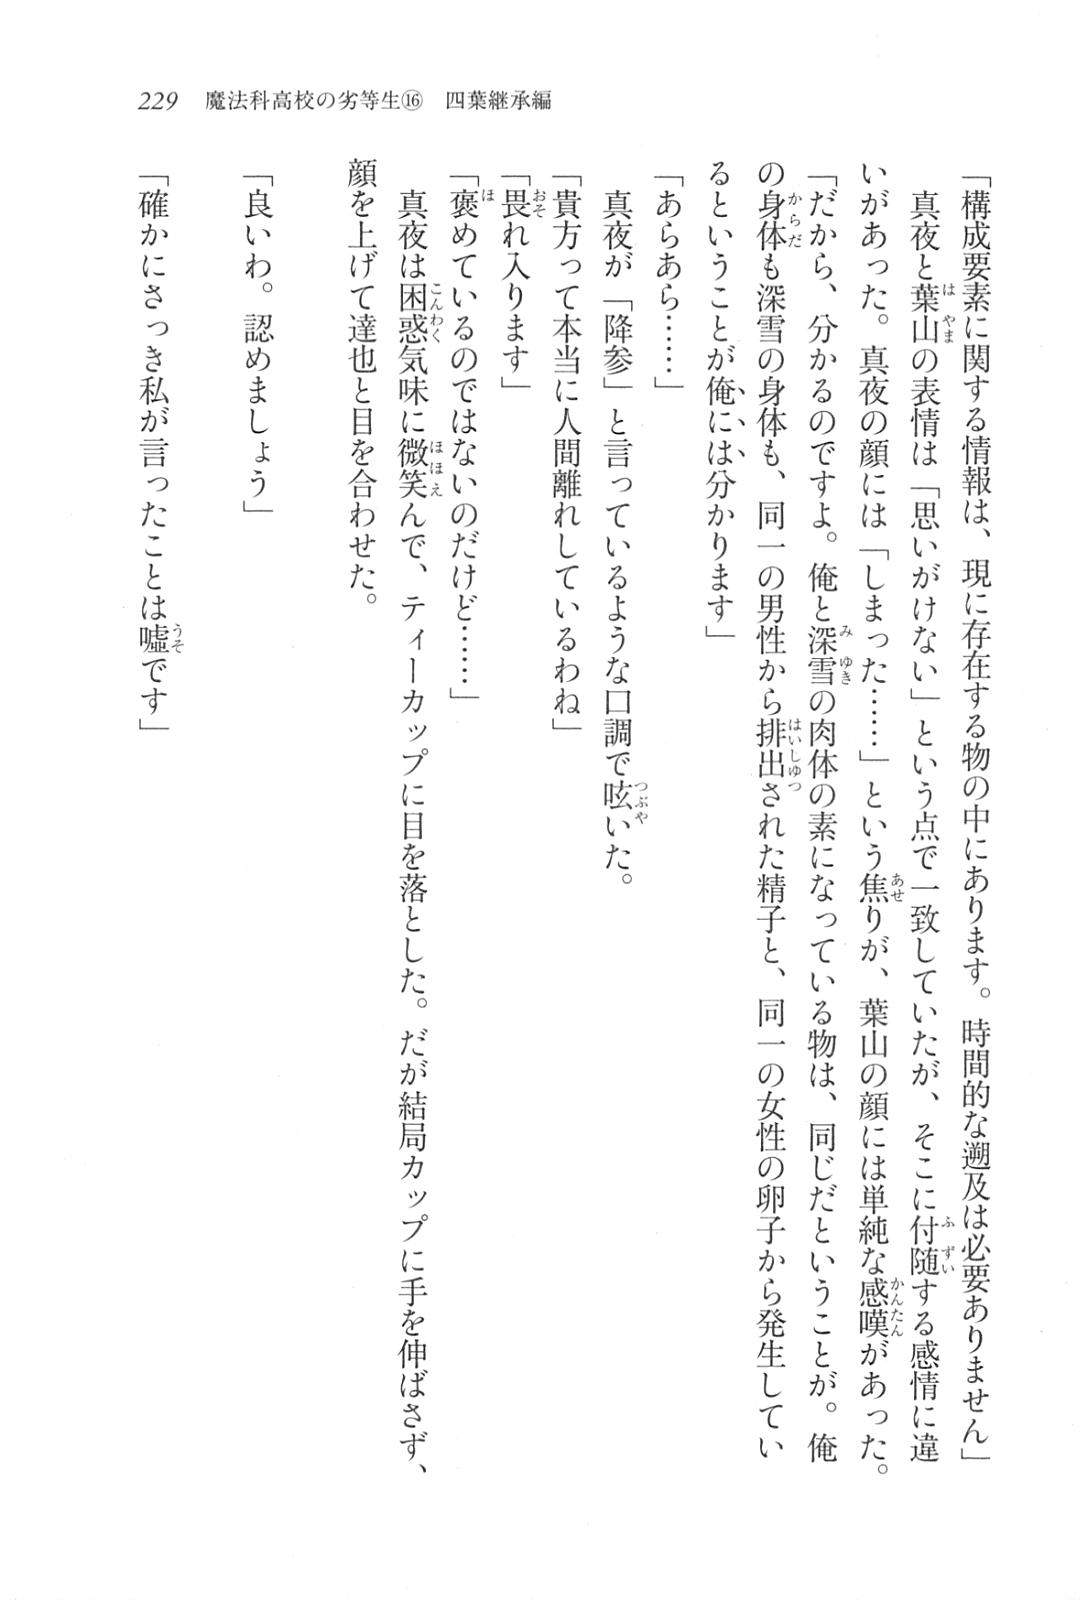 229　魔法科高校の劣等生⑯　四葉継承編
「構成要素に関する情報は、現に存在する物の中にあります。時間的な遡及は必要ありません」
　真夜と葉山の表情は「思いがけない」という点で一致していたが、そこに付随する感情に違
いがあった。真夜の顔には「しまった……」という焦りが、葉山の顔には単純な感嘆があった。
「だから、分かるのですよ。俺と深雪の肉体の素になっている物は、同じだということが。俺
の身体も深雪の身体も、同一の男性から排出された精子と、同一の女性の卵子から発生してい
るということが俺には分かります」
「あらあら……」
　真夜が「降参」と言っているような口調で呟いた。
「貴方って本当に人間離れしているわね」
「畏れ入ります」
「褒めているのではないのだけど……」
　真夜は困惑気味に微笑んで、ティーカップに目を落とした。だが結局カップに手を伸ばさず、
顔を上げて達也と目を合わせた。
「良いわ。認めましょう」
「確かにさっき私が言ったことは嘘です」